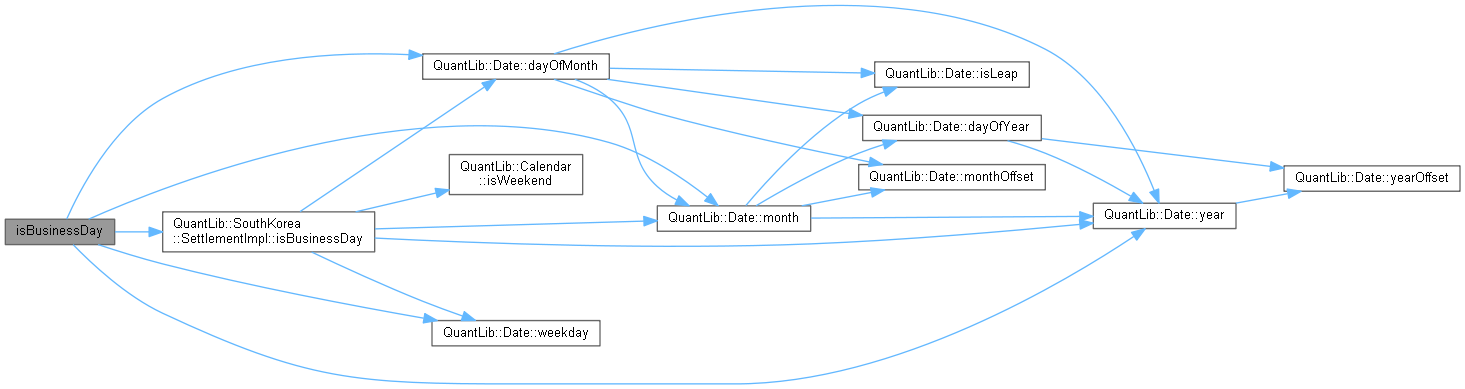 isBusinessDay
QuantLib::SouthKorea
::SettlementImpl::isBusinessDay
QuantLib::Date::dayOfMonth
QuantLib::Calendar
::isWeekend
QuantLib::Date::weekday
QuantLib::Date::month
QuantLib::Date::isLeap
QuantLib::Date::dayOfYear
QuantLib::Date::monthOffset
QuantLib::Date::year
QuantLib::Date::yearOffset